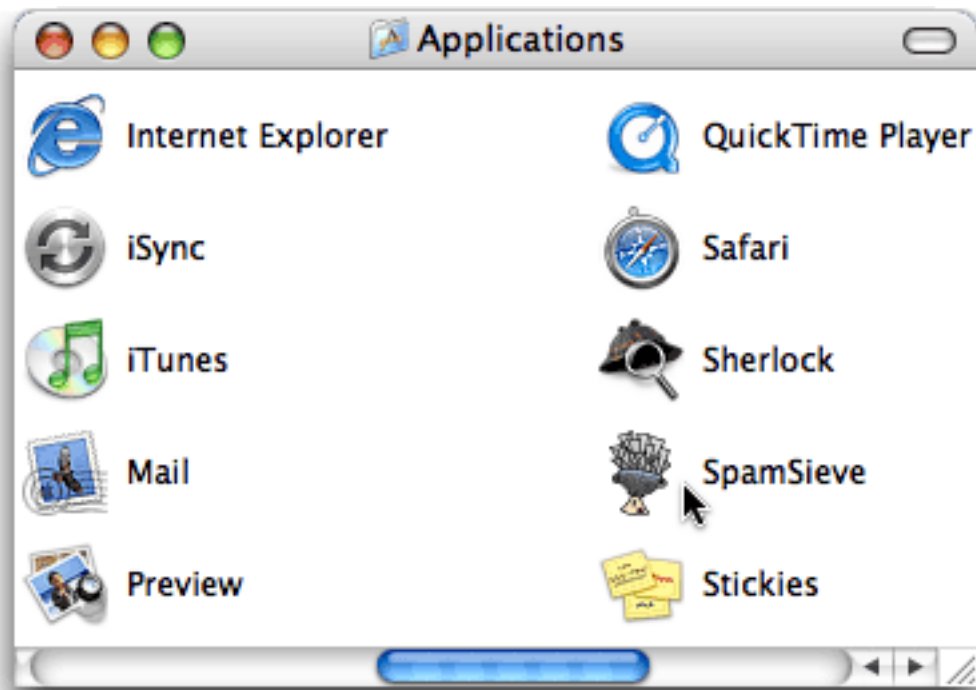 Applications
Internet Explorer
QuickTime Player
iSync
Safari
iTunes
Sherlock
Mail
SpamSieve
Preview
Stickies